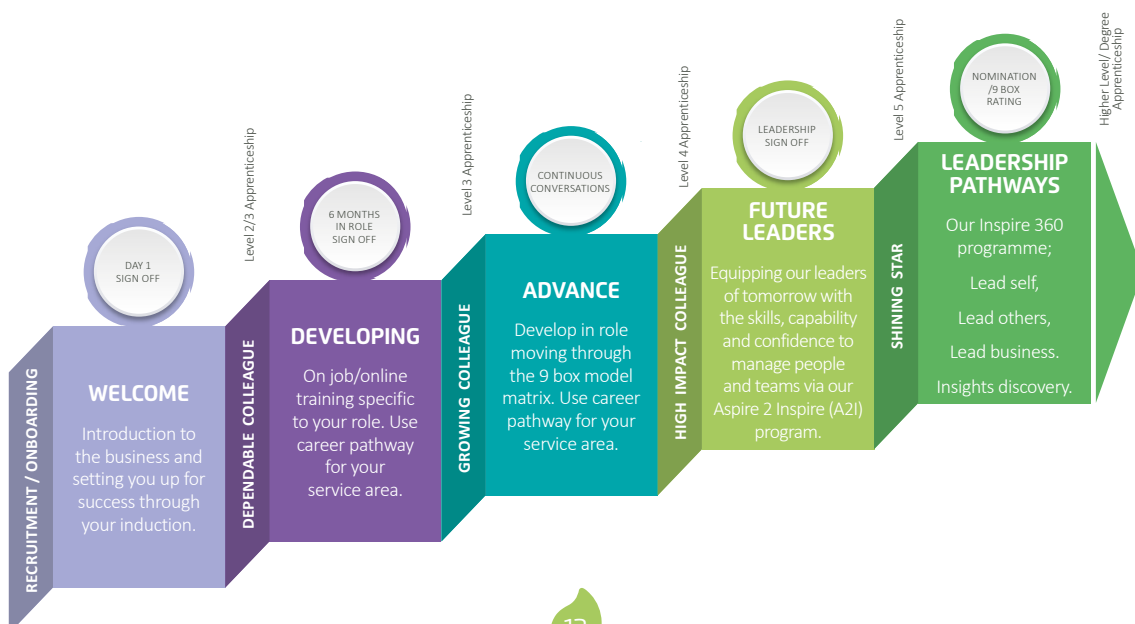 RECRUITMENT / ONBOARDING
DAY 1
SIGN OFF
WELCOME
Introduction to
the business and
setting you up for
success through
your induction.
Level 2/3 Apprenticeship
DEPENDABLE COLLEAGUE
6 MONTHS
IN ROLE
SIGN OFF
DEVELOPING
On job/online
training specific
to your role. Use
career pathway
for your
service area.
Level 3 Apprenticeship
GROWING COLLEAGUE
CONTINUOUS
CONVERSATIONS
ADVANCE
Develop in role
moving through
the 9 box model
matrix. Use career
pathway for your
service area.
Level 4 Apprenticeship
HIGH IMPACT COLLEAGUE
LEADERSHIP
SIGN OFF
FUTURE
LEADERS
Equipping our leaders
of tomorrow with
the skills, capability
and confidence to
manage people
and teams via our
Aspire 2 Inspire (A2I)
program.
Level 5 Apprenticeship
SHINING STAR
NOMINATION
/9 BOX
RATING
LEADERSHIP
PATHWAYS
Our Inspire 360
programme;
Lead self,
Lead others,
Lead business.
Insights discovery.
Higher Level/ Degree
Apprenticeship